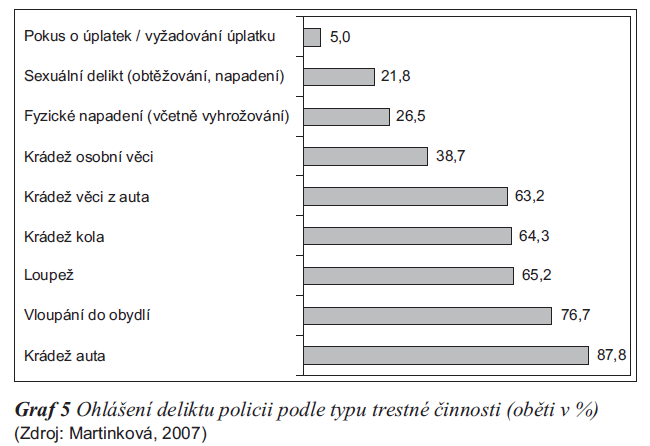 Pokus o úplatek / vyžadování úplatku 5,0
Sexuální delikt (obtěžování, napadení) 21,8
Fyzické napadení (včetně vyhrožování) 26,5
Krádež osobní věci 38,7
Krádež věci z auta 63,2
Krádež kola 64,3
Loupež 65,2
Vloupání do obydlí 76,7
Krádež auta 87,8
Graf 5 Ohlášení deliktu policii podle typu trestné činnosti (oběti v %)
(Zdroj: Martinková, 2007)